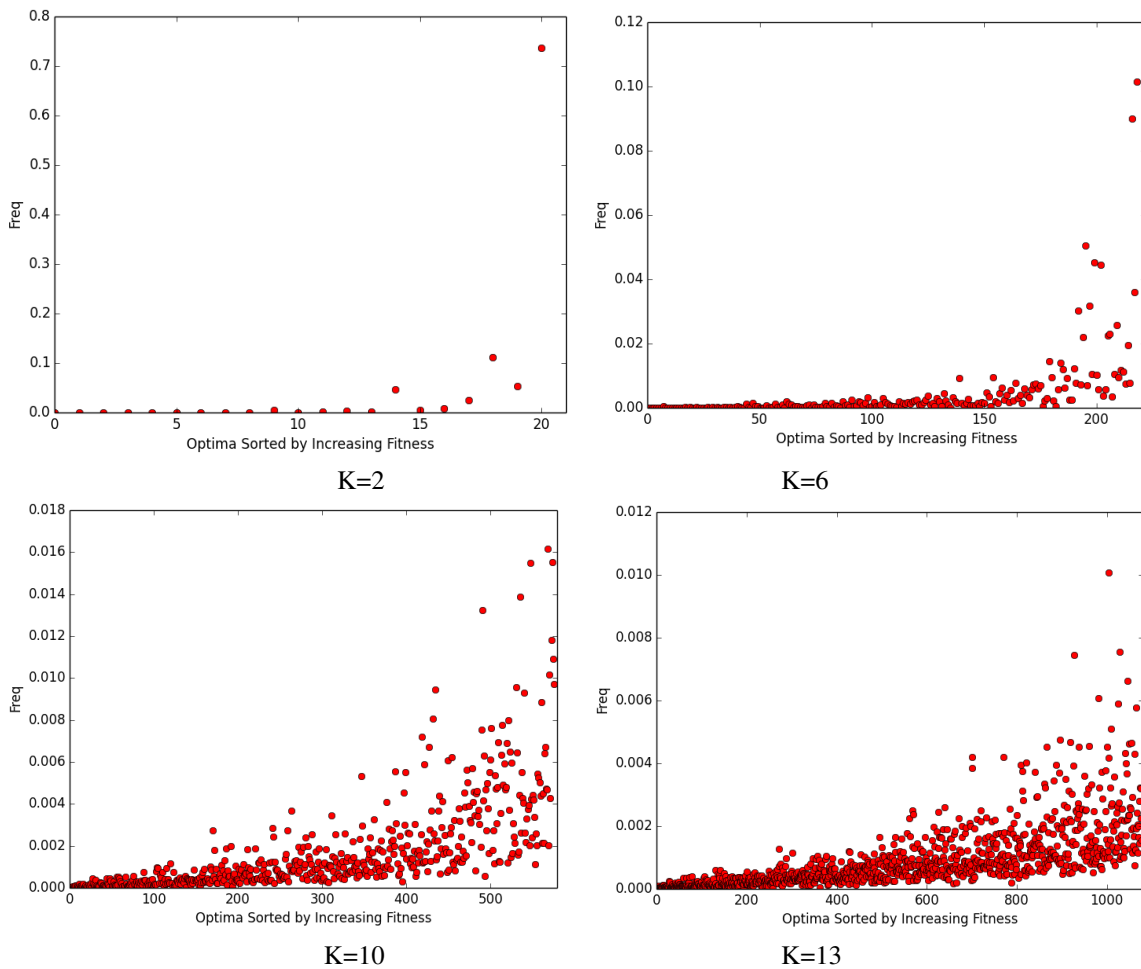 0.8
0.7
0.6
0.5
0.4
0.3
0.2
0.1
0.0
0 5 10 15 20
Freq
Optima Sorted by Increasing Fitness
K=2
0.12
0.10
0.08
0.06
0.04
0.02
0.00
0 50 100 150 200
Freq
Optima Sorted by Increasing Fitness
K=6
0.018
0.016
0.014
0.012
0.010
0.008
0.006
0.004
0.002
0.000
0 100 200 300 400 500
Freq
Optima Sorted by Increasing Fitness
K=10
0.012
0.010
0.008
0.006
0.004
0.002
0.000
0 200 400 600 800 1000
Freq
Optima Sorted by Increasing Fitness
K=13